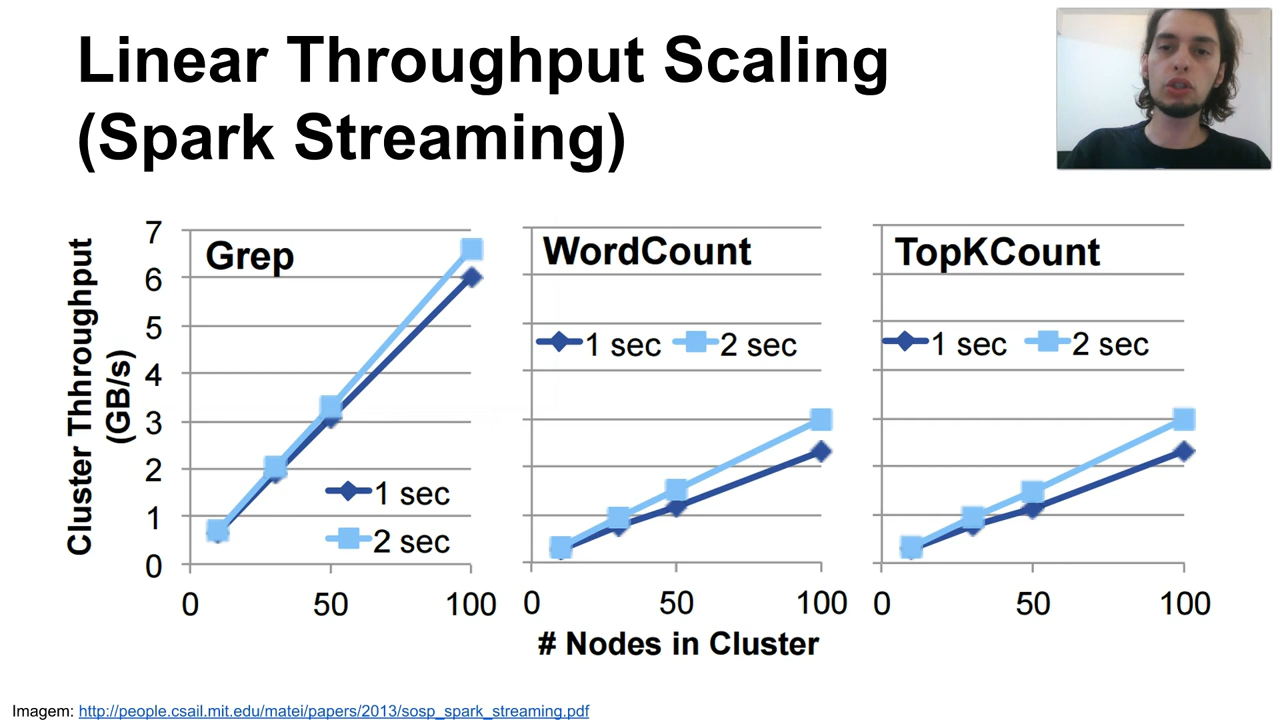 Linear Throughput Scaling
(Spark Streaming)
Cluster Thhroughput
(GB/s)
7
6
5
4
3
2
1
0
Grep
1 sec
2 sec
0 50 100
WordCount
1 sec 2 sec
0 50 100
TopKCount
1 sec 2 sec
0 50 100
# Nodes in Cluster
Imagem: http://people.csail.mit.edu/matei/papers/2013/sosp_spark_streaming.pdf